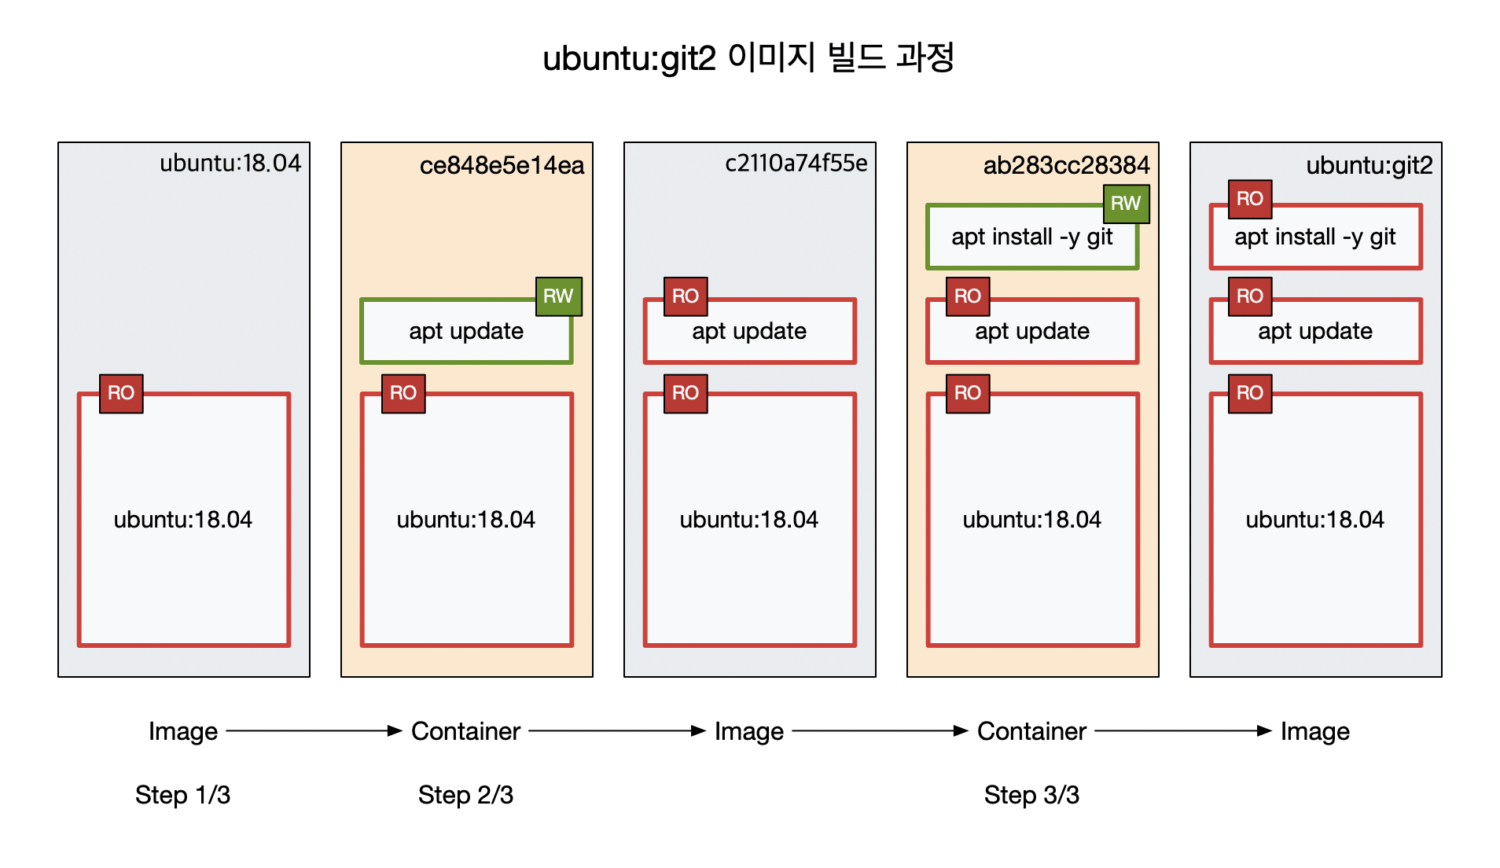 ubuntu:git2 이미지 빌드 과정
ubuntu:18.04
RO
ubuntu:18.04
ce848e5e14ea
RW
apt update
RO
ubuntu:18.04
c2110a74f55e
RO
apt update
RO
ubuntu:18.04
ab283cc28384
RW
apt install -y git
RO
apt update
RO
ubuntu:18.04
ubuntu:git2
RO
apt install -y git
RO
apt update
RO
ubuntu:18.04
Image
Container
Image
Container
Image
Step 1/3
Step 2/3
Step 3/3